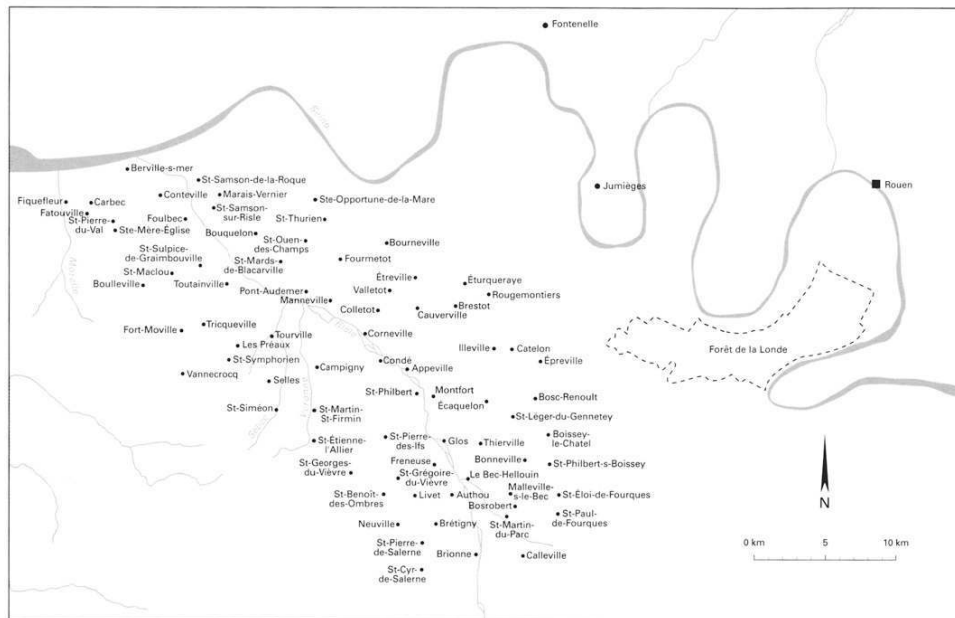 Fontenelle
Seine
Berville-s-mer
St-Samson-de-la-Roque
Jumièges
Rouen
Conteville
Marais-Vernier
Fiquefleur
Carbec
Ste-Opportune-de-la-Mare
Fatouville
St-Samson-
sur-Risle
St-Pierre-
du-Val
Foulbec
St-Thurien
Ste-Mère-Église
Bouquelon
St-Ouen-
des-Champs
Bourneville
St-Sulpice-
de-Graimbouville
St-Mards-
de-Blacarville
Fourmetot
St-Maclou
Étreville
Éturqueraye
Boulleville
Toutainville
Pont-Audemer
Valletot
Rougemontiers
Manneville
Colletot
Brestot
Cauverville
Fort-Moville
Tricqueville
Tourville
Corneville
Les Préaux
Illeville
Catelon
Forêt de la Londe
St-Symphorien
Condé
Épreville
Vannecrocq
Campigny
Appeville
Selles
St-Philbert
Montfort
Écaquelon
Bosc-Renoult
St-Siméon
St-Martin-
St-Firmin
St-Léger-du-Gennetey
St-Étienne-
l'Allier
St-Pierre-
des-Ifs
Glos
Thierville
Boissey-
le-Chatel
St-Georges-
du-Vièvre
Freneuse
Bonneville
St-Philbert-s-Boissey
St-Grégoire-
du-Vièvre
Le Bec-Hellouin
St-Benoît-
des-Ombres
Livet
Authou
Malleville-
s-le-Bec
St-Éloi-de-Fourques
Bosrobert
N
Neuville
Brétigny
St-Martin-
du-Parc
St-Paul-
de-Fourques
St-Pierre-
de-Salerne
Brionne
Calleville
0 km
5
10 km
St-Cyr-
de-Salerne